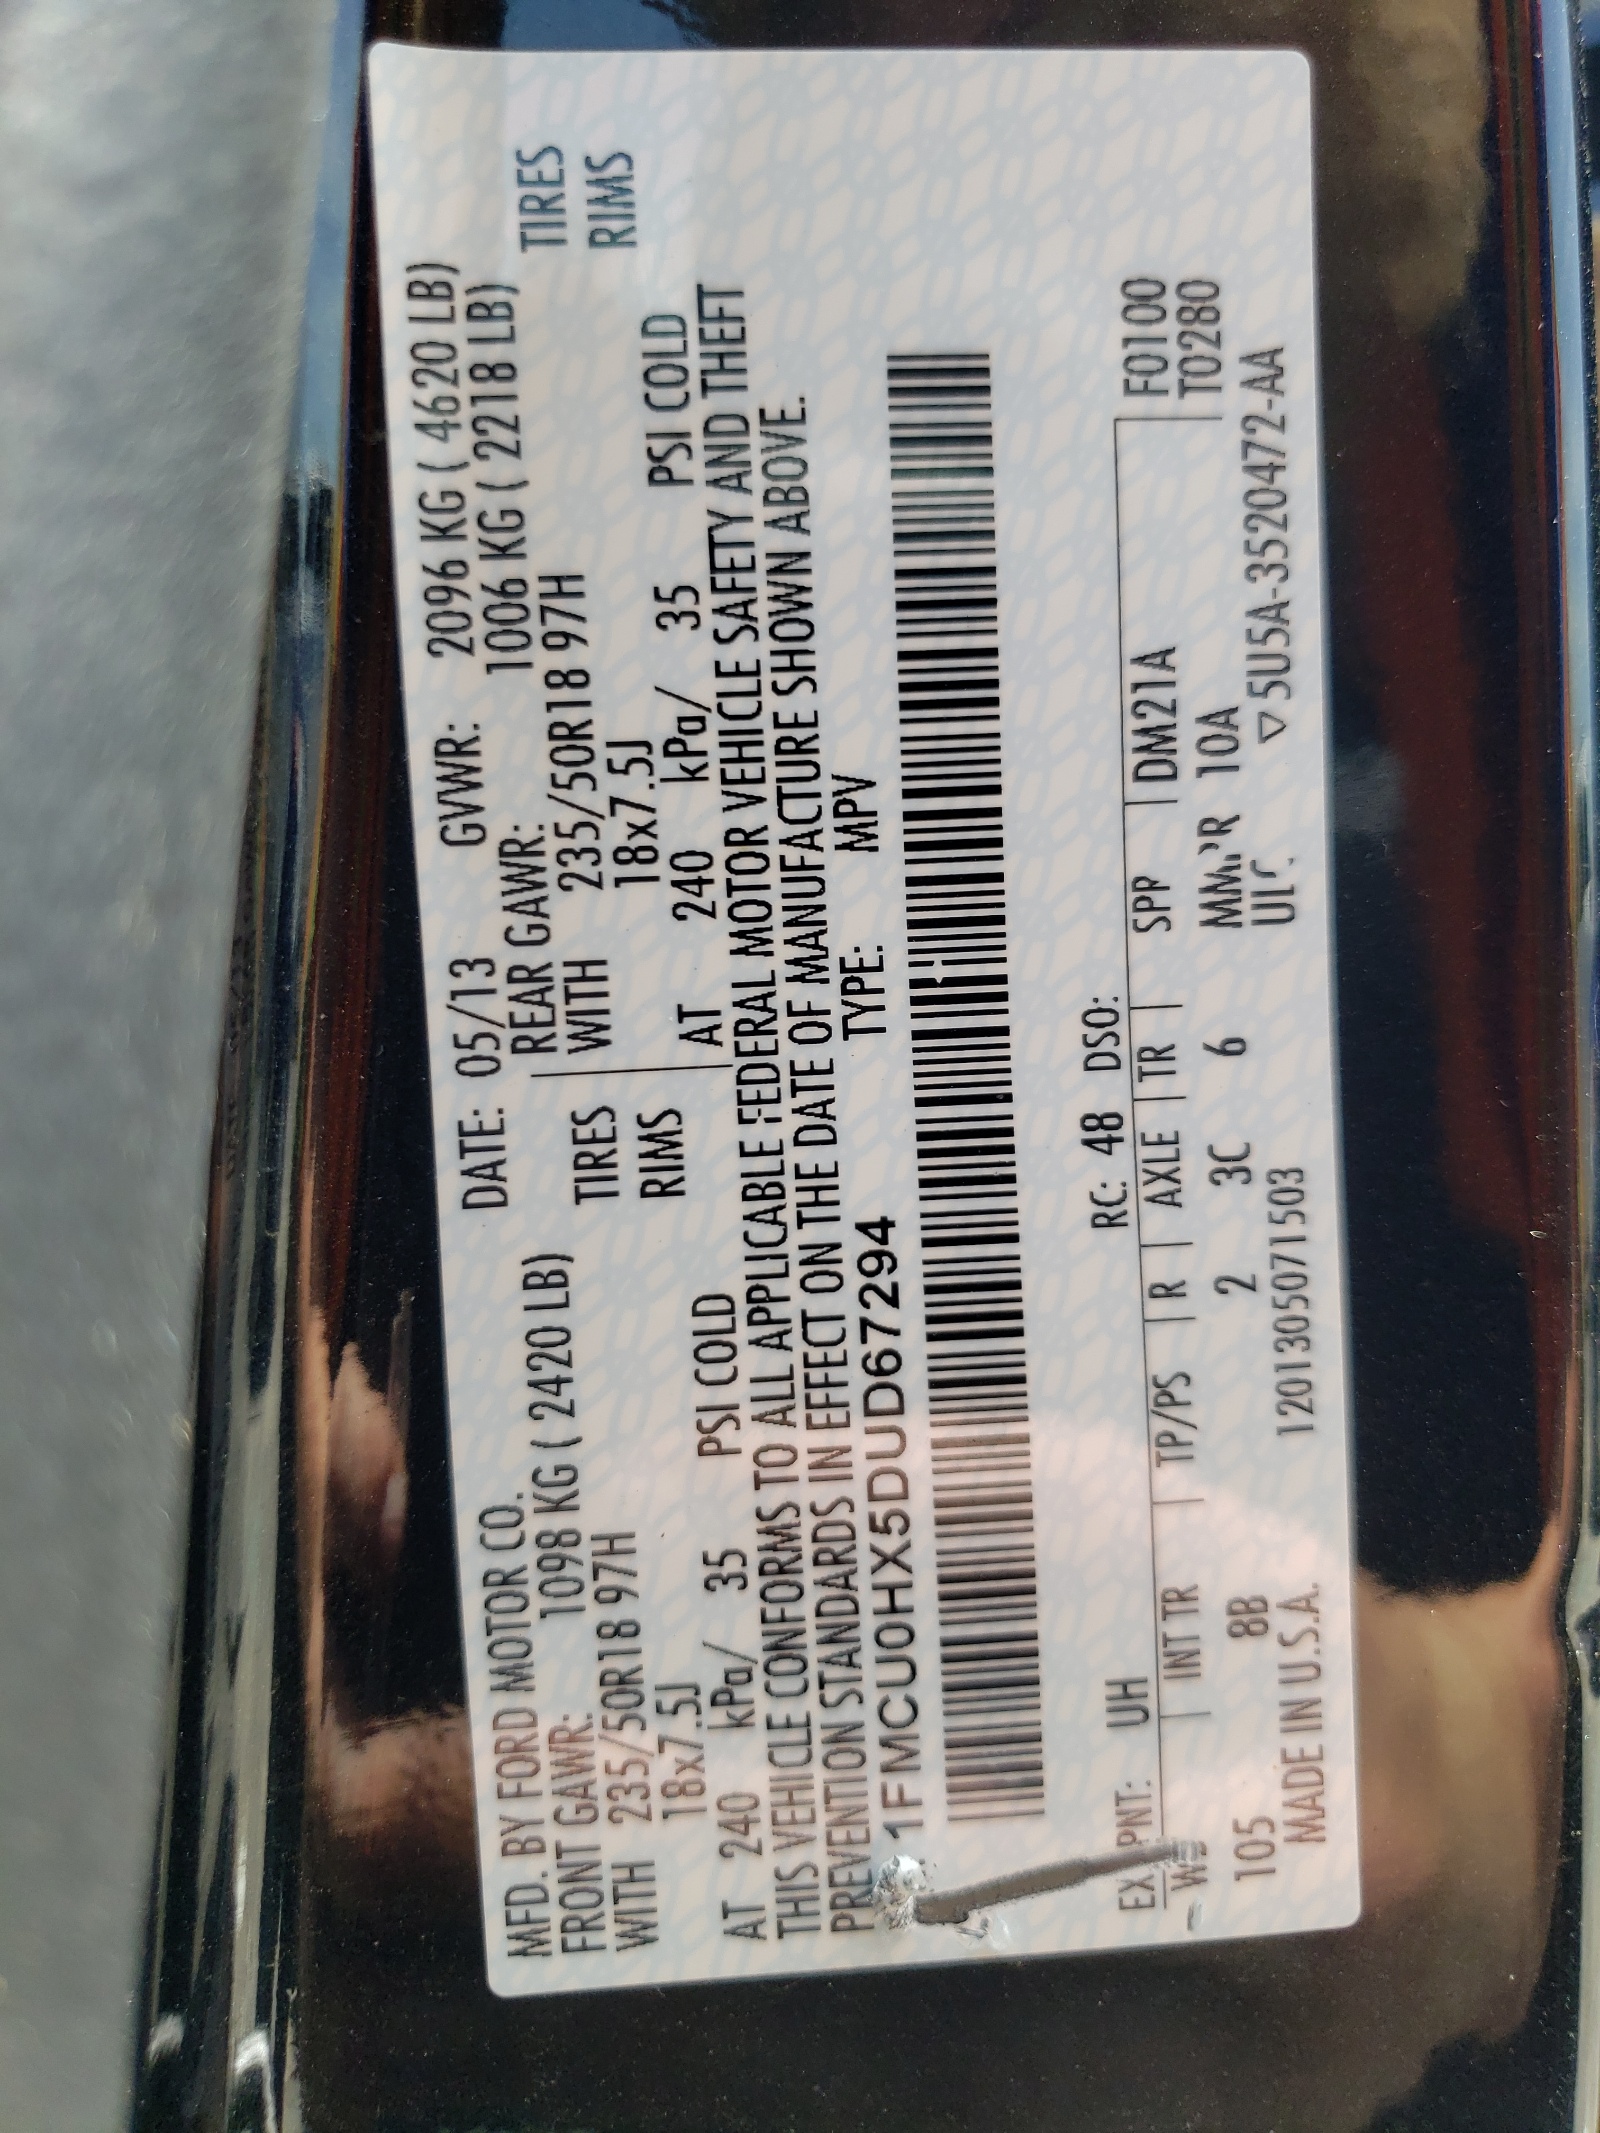 MFD. BY FORD MOTOR CO. DATE: 05/13 GVWR: 2096 KG ( 4620 LB)
FRONT GAWR: 1098 KG ( 2420 LB) REAR GAWR: 1006 KG ( 2218 LB)
WITH 235/50R18 97H TIRES WITH 235/50R18 97H TIRES
18x7.5J RIMS 18x7.5J RIMS
AT 240 kPa/ 35 PSI COLD AT 240 kPa/ 35 PSI COLD
THIS VEHICLE CONFORMS TO ALL APPLICABLE FEDERAL MOTOR VEHICLE SAFETY AND THEFT
PREVENTION STANDARDS IN EFFECT ON THE DATE OF MANUFACTURE SHOWN ABOVE.
1FMCU0HX5DUD67294 TYPE: MPV
EXT PNT: UH RC: 48 DSO: F0100
WB | INT TR | TP/PS | R | AXLE | TR | SPR | DM21A T0280
105 8B 2 3C 6 10A
MADE IN U.S.A. 1201305071503 ▽5U5A-3520472-AA